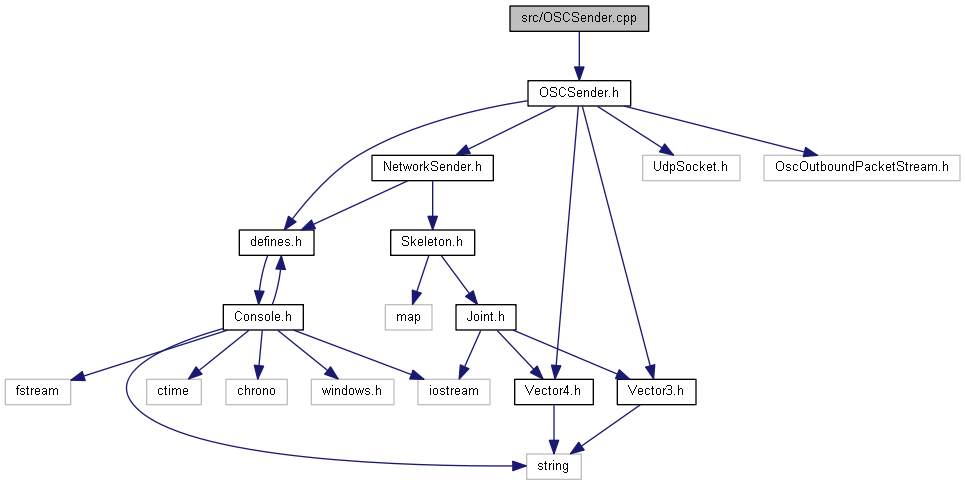 src/OSCSender.cpp
OSCSender.h
NetworkSender.h
UdpSocket.h
OscOutboundPacketStream.h
defines.h
Skeleton.h
Console.h
map
Joint.h
fstream
ctime
chrono
windows.h
iostream
Vector4.h
Vector3.h
string